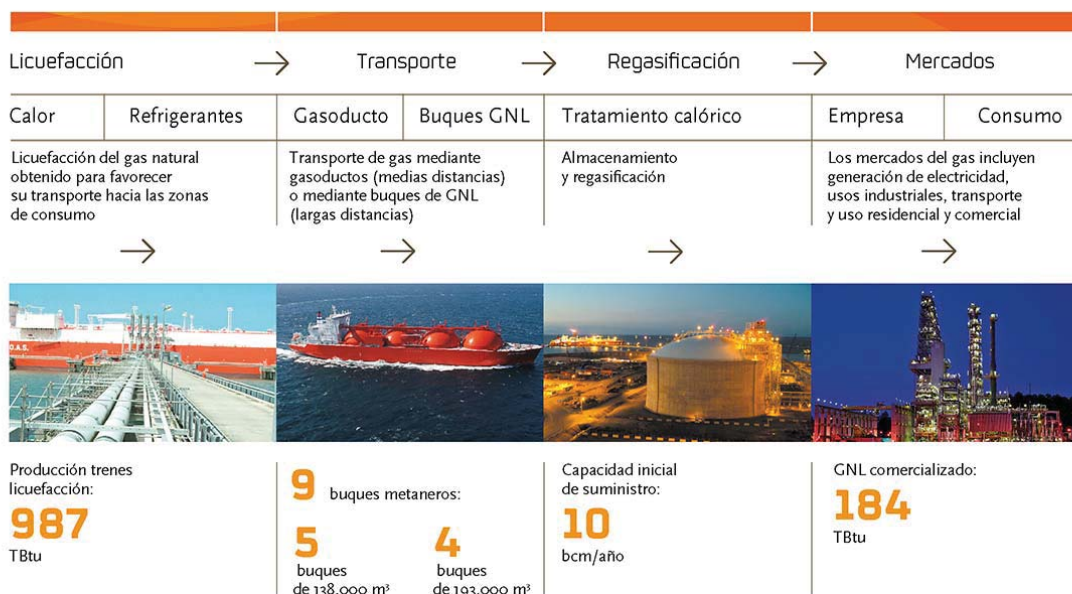 Licuefacción → Transporte → Regasificación → Mercados
Calor Refrigerantes Gasoducto Buques GNL Tratamiento calórico Empresa Consumo
Licuefacción del gas natural
obtenido para favorecer
su transporte hacia las zonas
de consumo
Transporte de gas mediante
gasoductos (medias distancias)
o mediante buques de GNL
(largas distancias)
Almacenamiento
y regasificación
Los mercados del gas incluyen
generación de electricidad,
usos industriales, transporte
y uso residencial y comercial
Producción trenes
licuefacción:
987
TBtu
9 buques metaneros:
5
buques
de 138.000 m³
4
buques
de 193.000 m³
Capacidad inicial
de suministro:
10
bcm/año
GNL comercializado:
184
TBtu